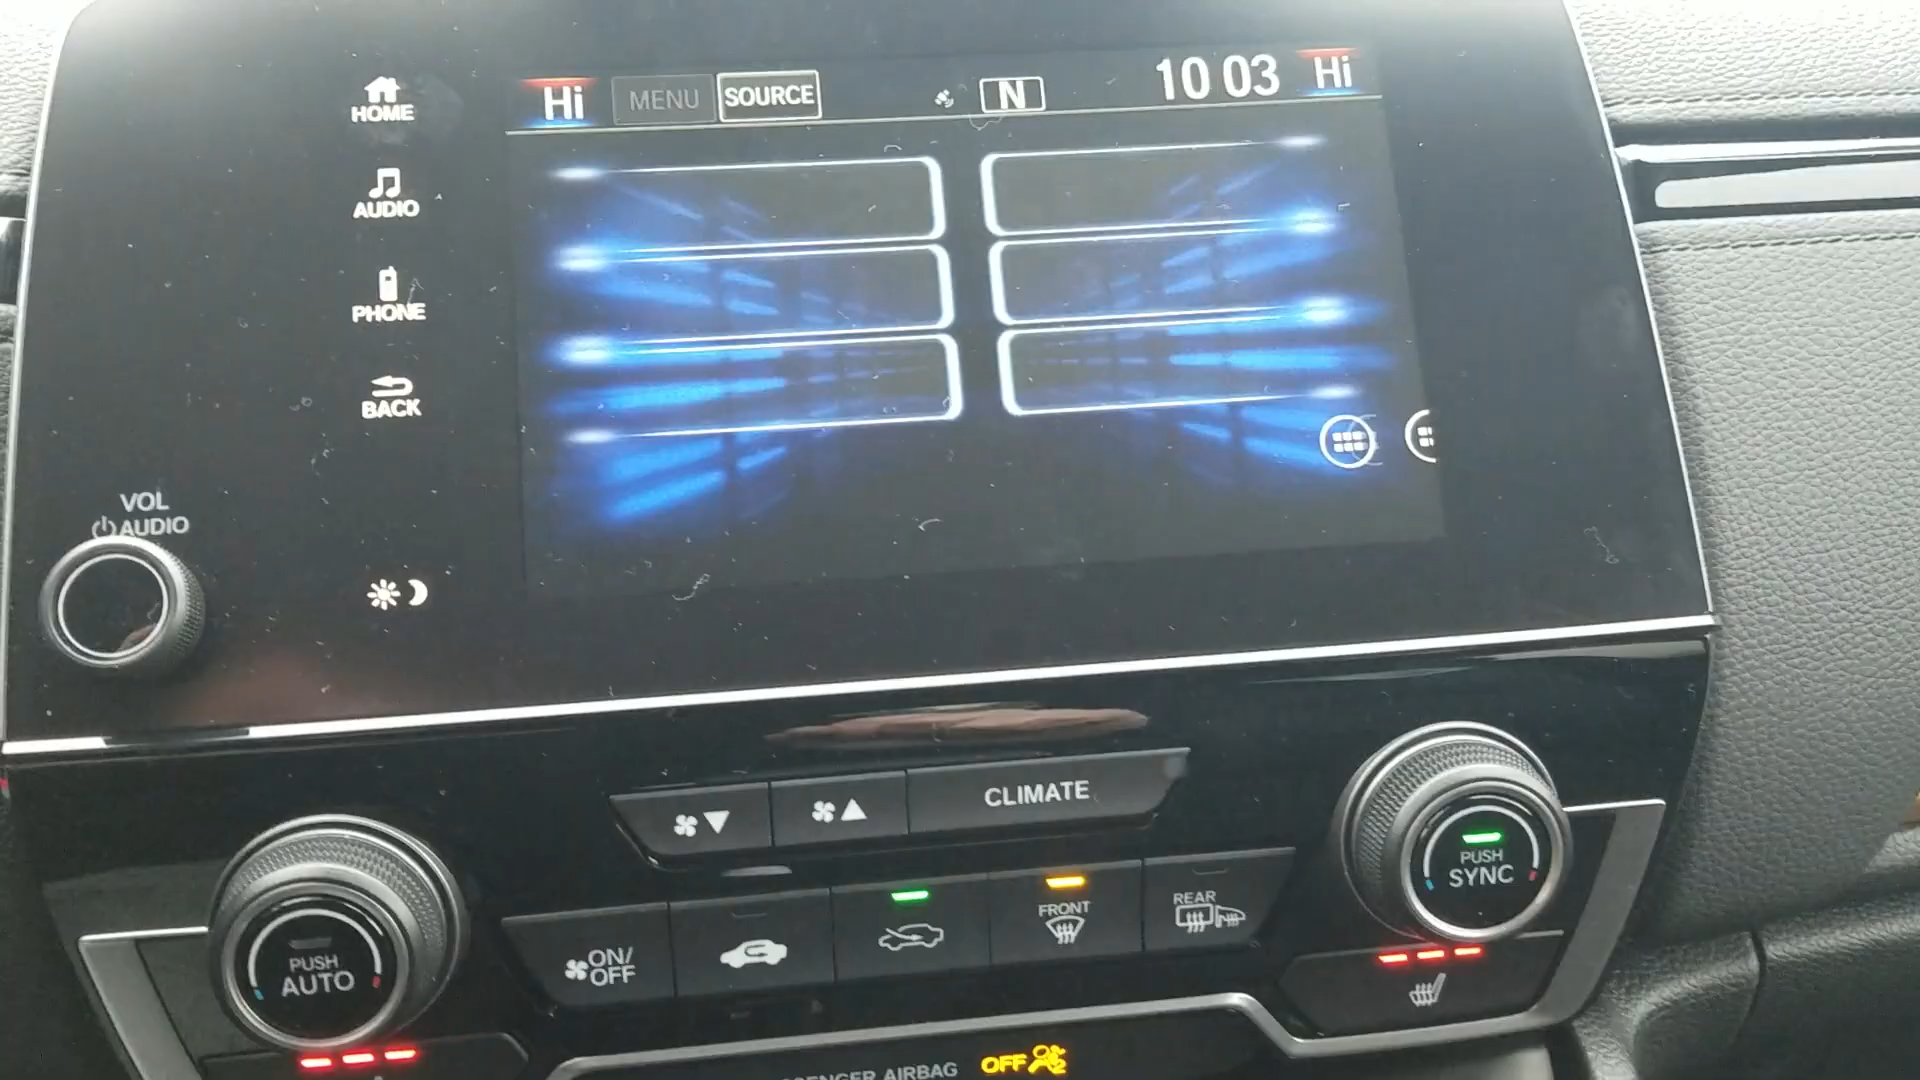 Hi MENU SOURCE N 10 03 Hi
HOME
AUDIO
PHONE
BACK
VOL
AUDIO
CLIMATE
PUSH
AUTO
ON/
OFF
FRONT
REAR
PUSH
SYNC
AIRBAG OFF